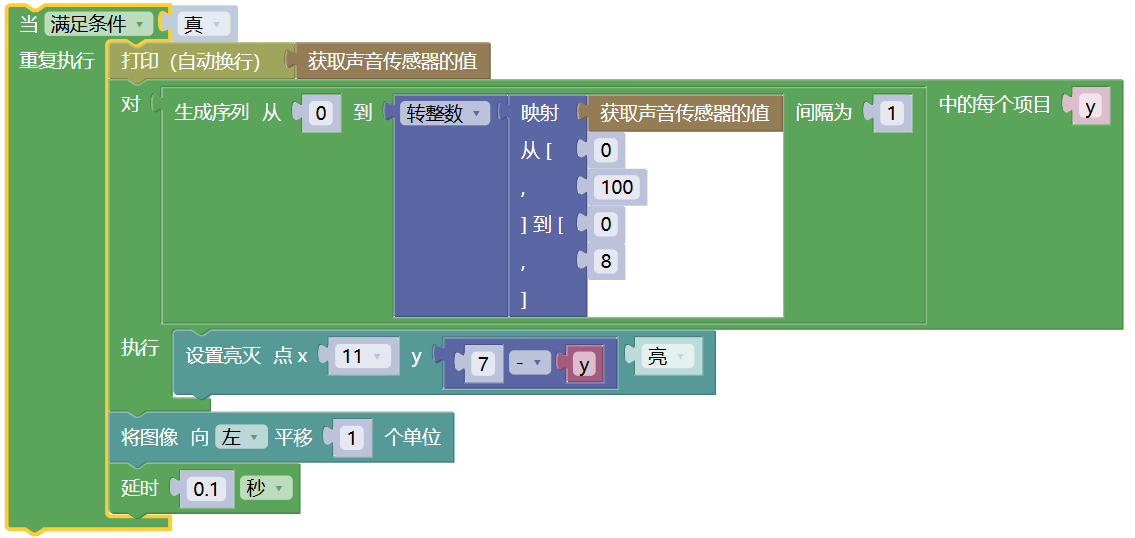 当 满足条件 真
重复执行 打印（自动换行） 获取声音传感器的值
对 生成序列 从 0 到 转整数 映射 获取声音传感器的值 间隔为 1 中的每个项目 y
从 [ 0
, 100
] 到 [ 0
, 8
]
执行 设置亮灭 点 x 11 y 7 - y 亮
将图像 向 左 平移 1 个单位
延时 0.1 秒